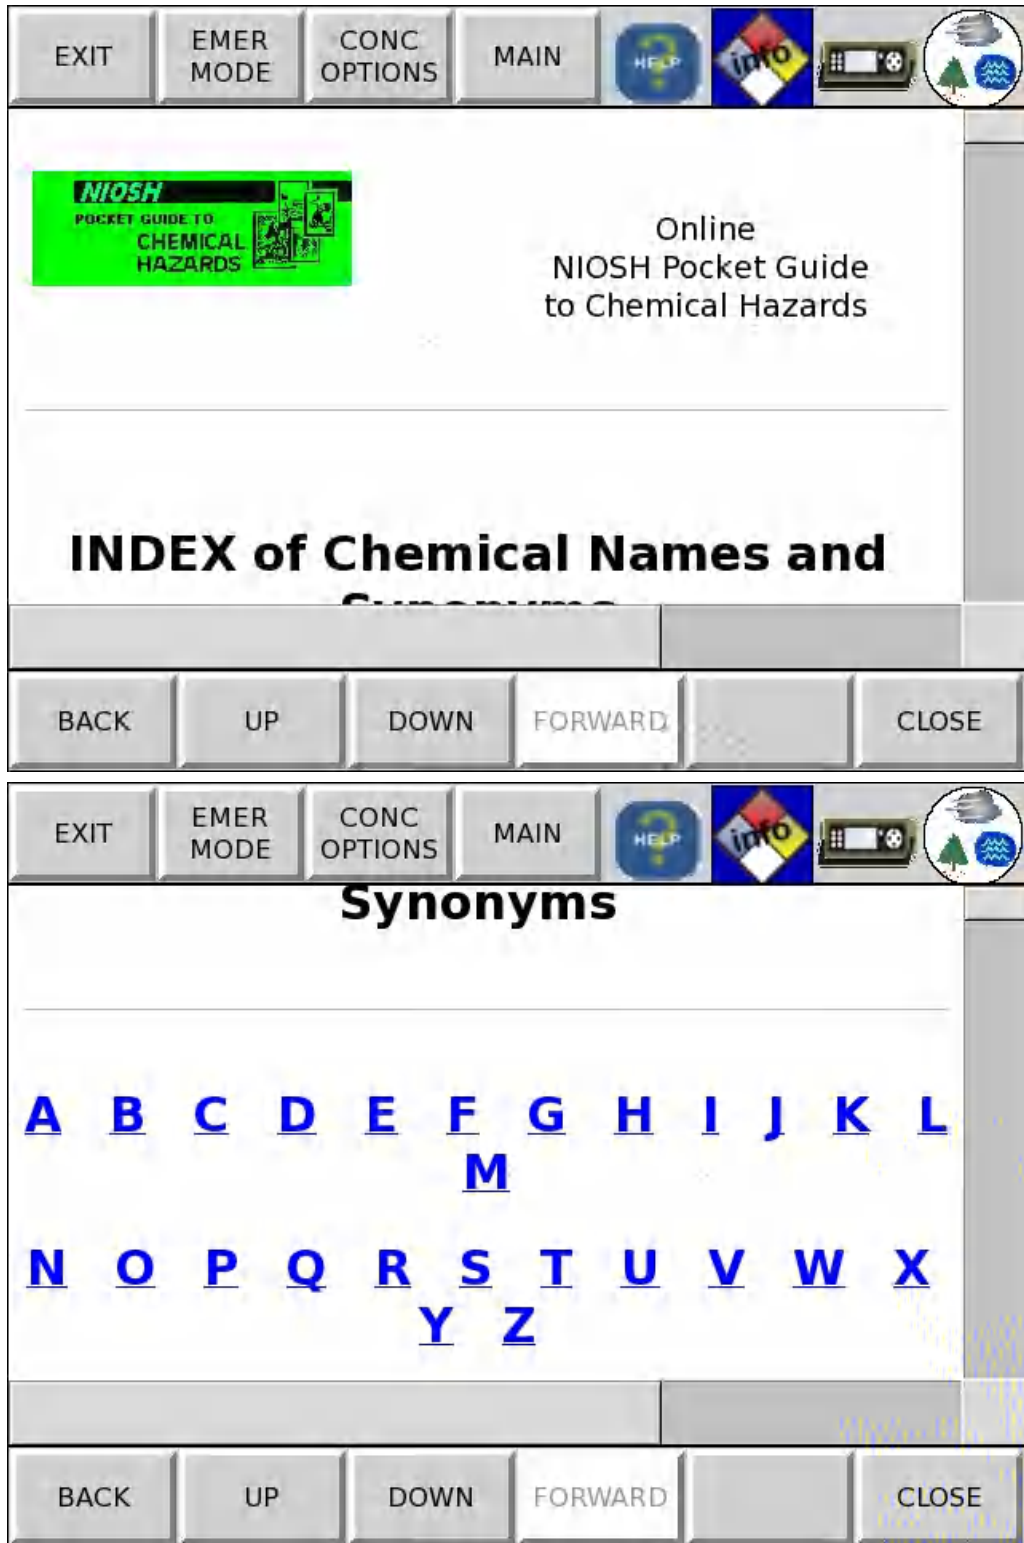 EXIT
EMER
MODE
CONC
OPTIONS
MAIN
HELP
info
NIOSH
POCKET GUIDE TO
CHEMICAL
HAZARDS
Online
NIOSH Pocket Guide
to Chemical Hazards
INDEX of Chemical Names and
Synonyms
BACK UP DOWN FORWARD CLOSE
EXIT
EMER
MODE
CONC
OPTIONS
MAIN
HELP
info
Synonyms
A B C D E F G H I J K L
M
N O P Q R S T U V W X
Y Z
BACK UP DOWN FORWARD CLOSE